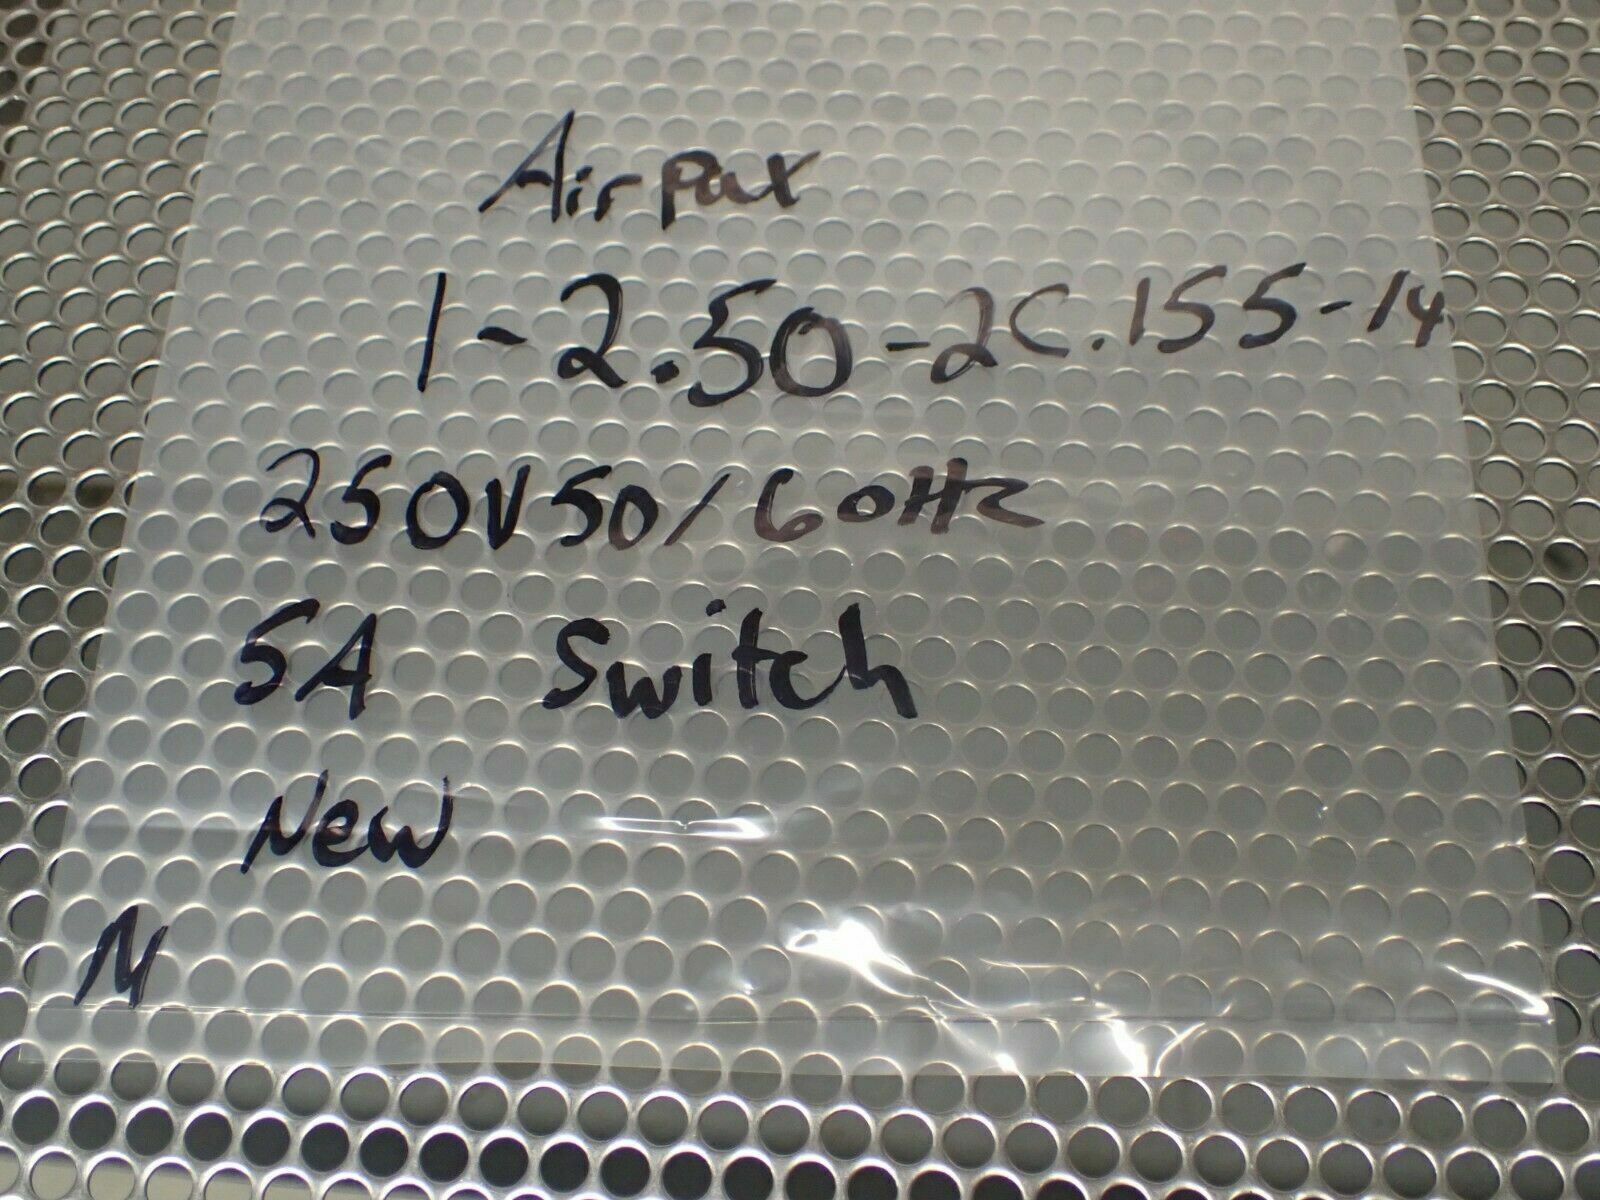 Airpax
1-2.50-2C.155-14
250V 50/60Hz
5A Switch
New
N